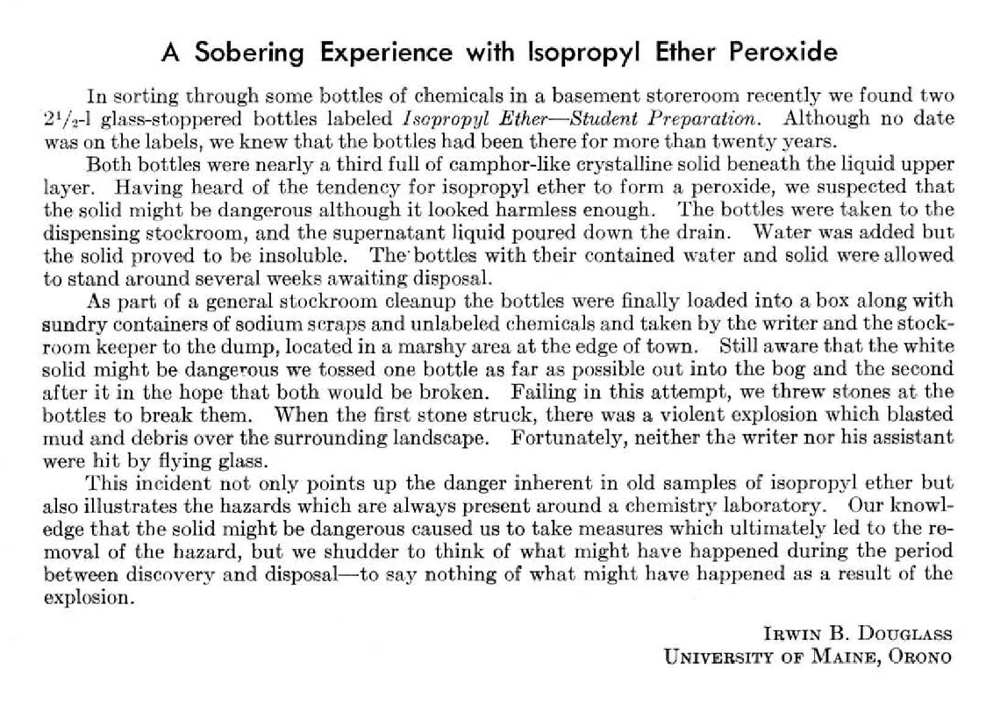 A Sobering Experience with Isopropyl Ether Peroxide
In sorting through some bottles of chemicals in a basement storeroom recently we found two
2 1/2-l glass-stoppered bottles labeled Isopropyl Ether—Student Preparation. Although no date
was on the labels, we knew that the bottles had been there for more than twenty years.
Both bottles were nearly a third full of camphor-like crystalline solid beneath the liquid upper
layer. Having heard of the tendency for isopropyl ether to form a peroxide, we suspected that
the solid might be dangerous although it looked harmless enough. The bottles were taken to the
dispensing stockroom, and the supernatant liquid poured down the drain. Water was added but
the solid proved to be insoluble. The bottles with their contained water and solid were allowed
to stand around several weeks awaiting disposal.
As part of a general stockroom cleanup the bottles were finally loaded into a box along with
sundry containers of sodium scraps and unlabeled chemicals and taken by the writer and the stock-
room keeper to the dump, located in a marshy area at the edge of town. Still aware that the white
solid might be dangerous we tossed one bottle as far as possible out into the bog and the second
after it in the hope that both would be broken. Failing in this attempt, we threw stones at the
bottles to break them. When the first stone struck, there was a violent explosion which blasted
mud and debris over the surrounding landscape. Fortunately, neither the writer nor his assistant
were hit by flying glass.
This incident not only points up the danger inherent in old samples of isopropyl ether but
also illustrates the hazards which are always present around a chemistry laboratory. Our knowl-
edge that the solid might be dangerous caused us to take measures which ultimately led to the re-
moval of the hazard, but we shudder to think of what might have happened during the period
between discovery and disposal—to say nothing of what might have happened as a result of the
explosion.
Irwin B. Douglass
University of Maine, Orono